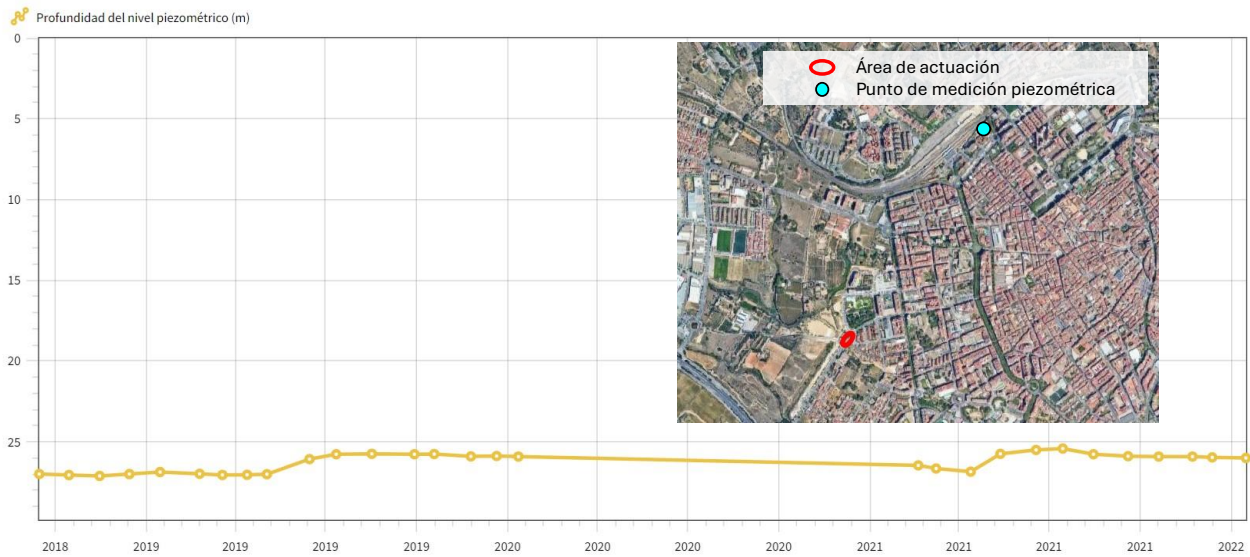 Profundidad del nivel piezométrico (m)
0
5
10
15
20
25
Área de actuación
Punto de medición piezométrica
2018 2019 2019 2019 2019 2020 2020 2020 2020 2021 2021 2021 2021 2022